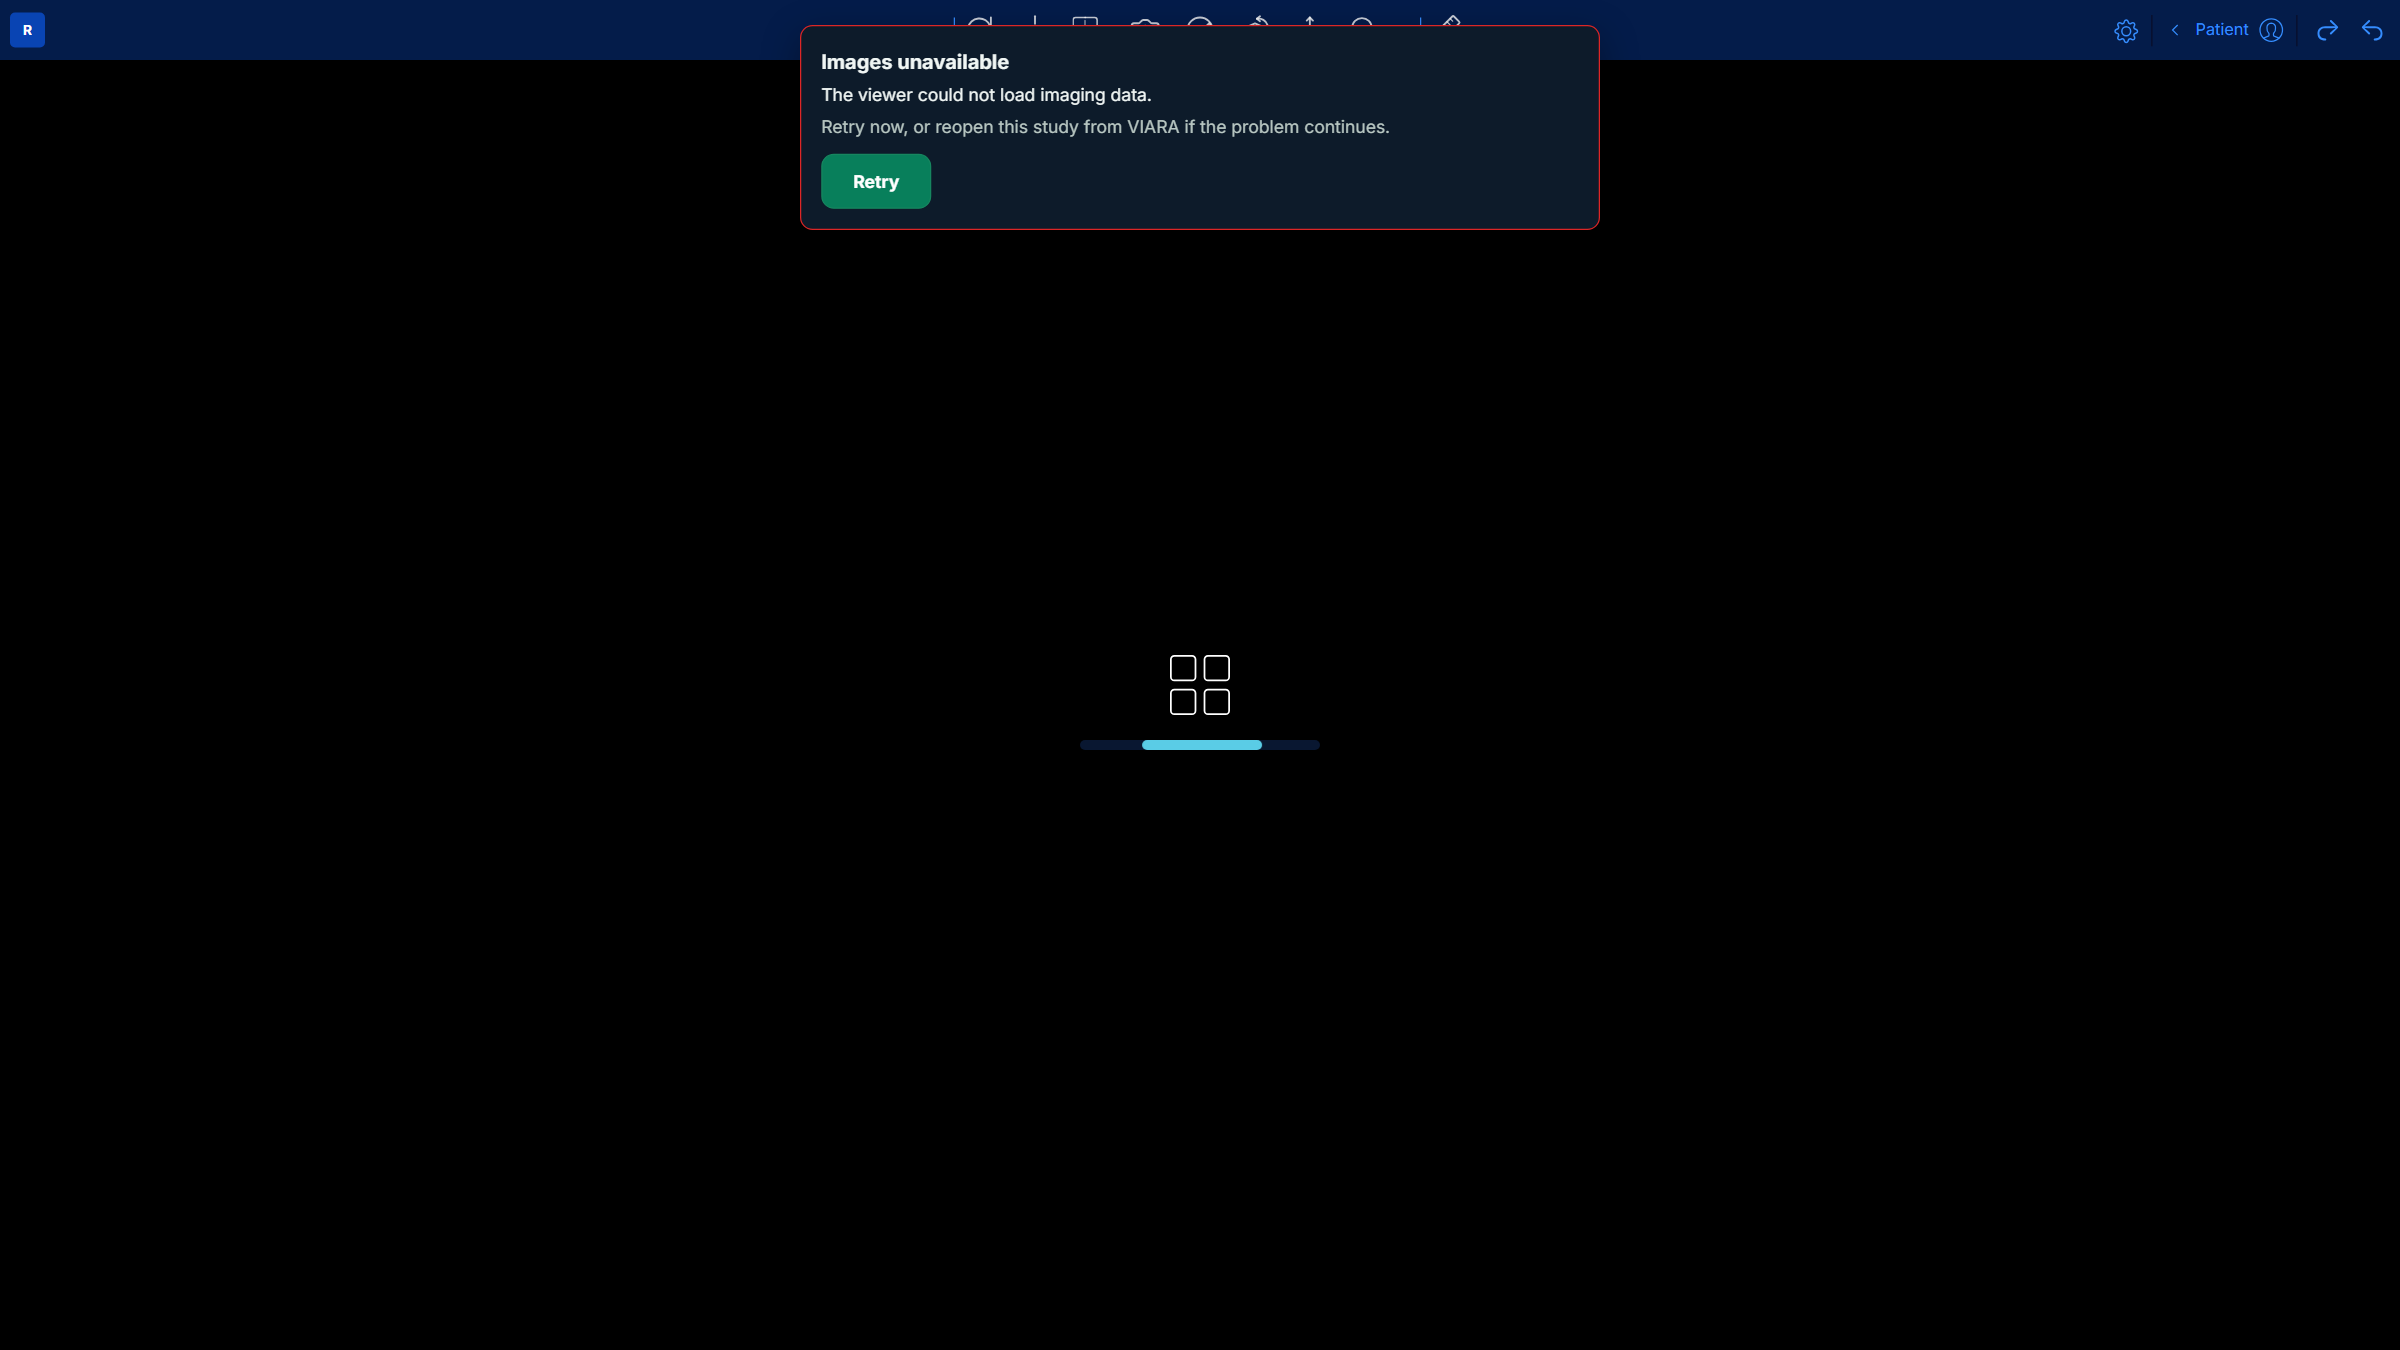 R
Patient
Images unavailable
The viewer could not load imaging data.
Retry now, or reopen this study from VIARA if the problem continues.
Retry